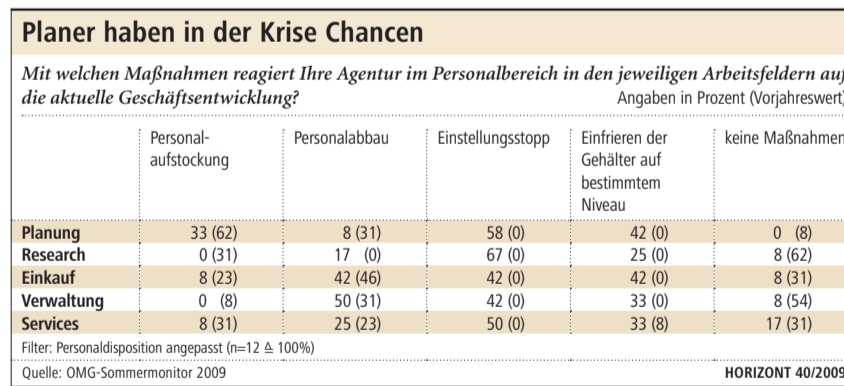 Planer haben in der Krise Chancen
Mit welchen Maßnahmen reagiert Ihre Agentur im Personalbereich in den jeweiligen Arbeitsfeldern auf
die aktuelle Geschäftsentwicklung? Angaben in Prozent (Vorjahreswert)
Personal- Personalabbau Einstellungsstopp Einfrieren der keine Maßnahmen
aufstockung Gehälter auf
bestimmtem
Niveau
Planung 33 (62) 8 (31) 58 (0) 42 (0) 0 (8)
Research 0 (31) 17 (0) 67 (0) 25 (0) 8 (62)
Einkauf 8 (23) 42 (46) 42 (0) 42 (0) 8 (31)
Verwaltung 0 (8) 50 (31) 42 (0) 33 (0) 8 (54)
Services 8 (31) 25 (23) 50 (0) 33 (8) 17 (31)
Filter: Personaldisposition angepasst (n=12 ≙ 100%)
Quelle: OMG-Sommermonitor 2009 HORIZONT 40/2009